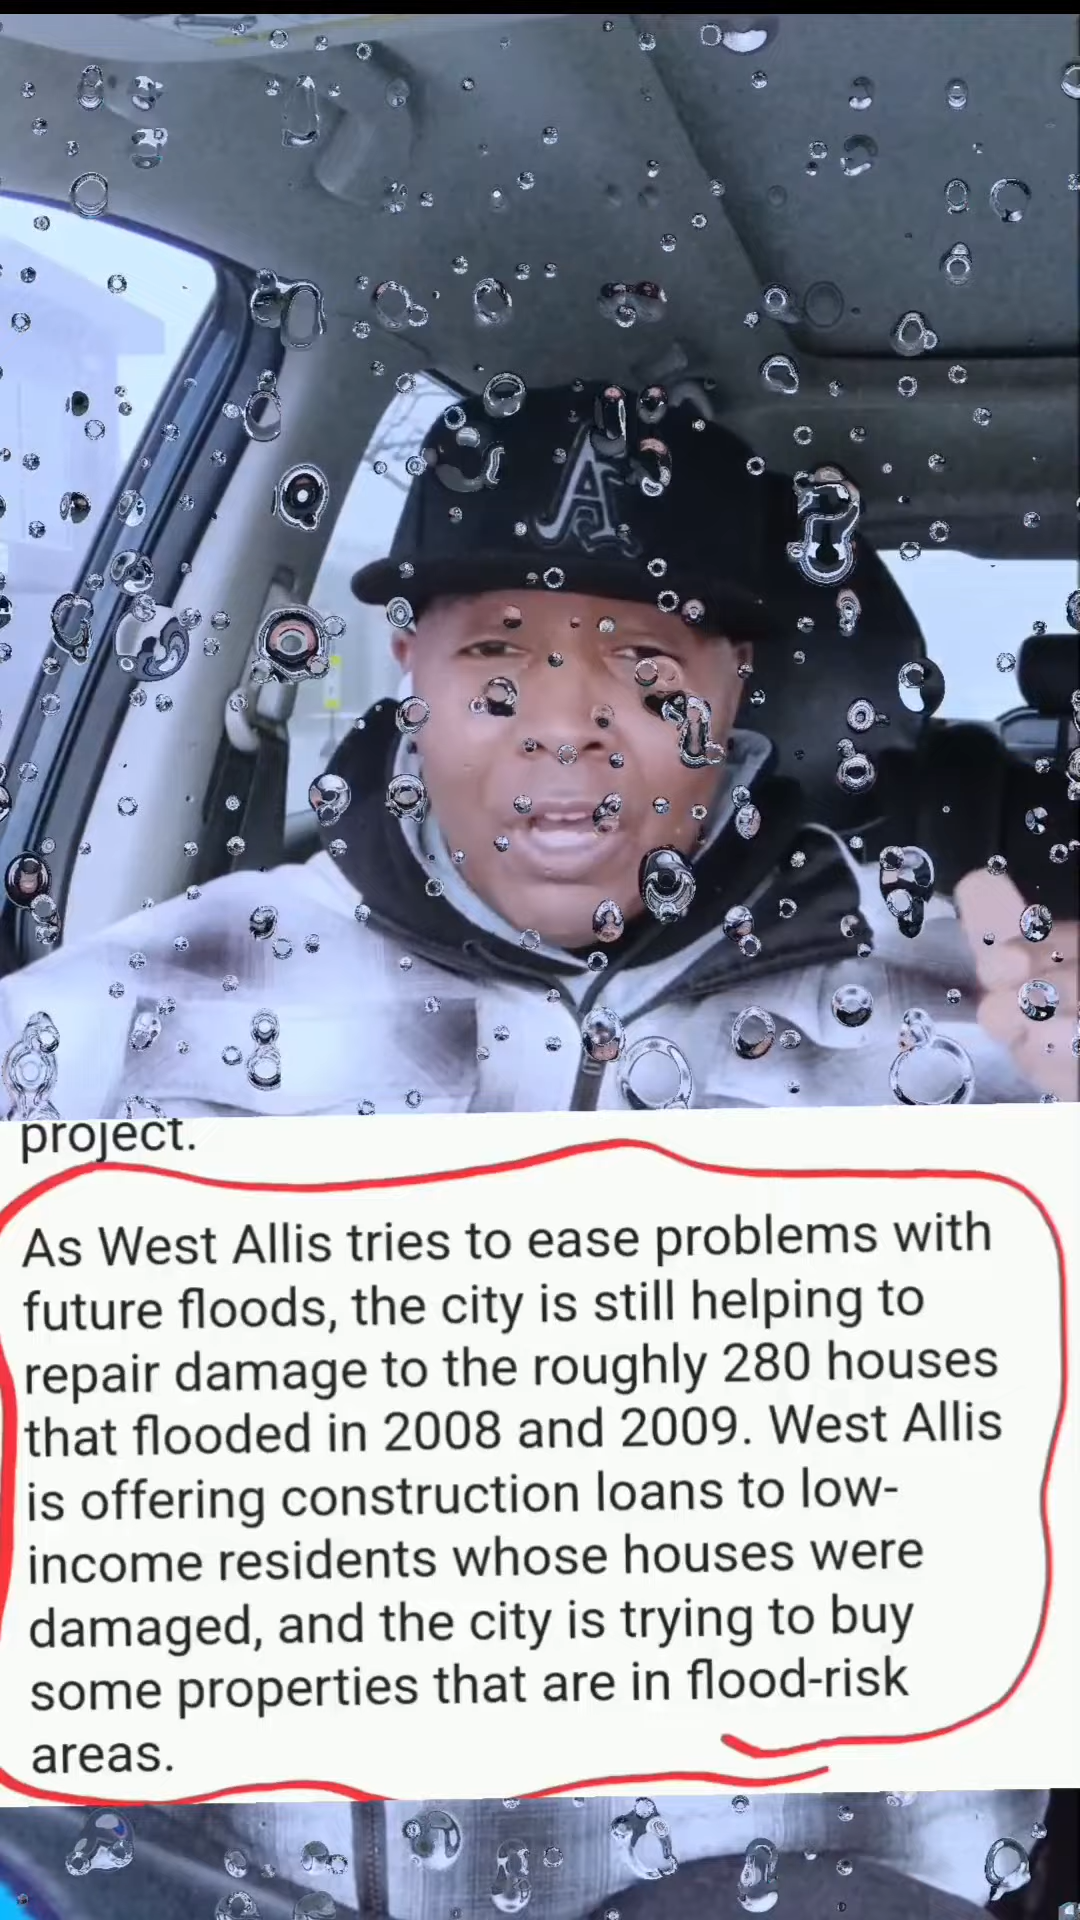 A
project.
As West Allis tries to ease problems with
future floods, the city is still helping to
repair damage to the roughly 280 houses
that flooded in 2008 and 2009. West Allis
is offering construction loans to low-
income residents whose houses were
damaged, and the city is trying to buy
some properties that are in flood-risk
areas.